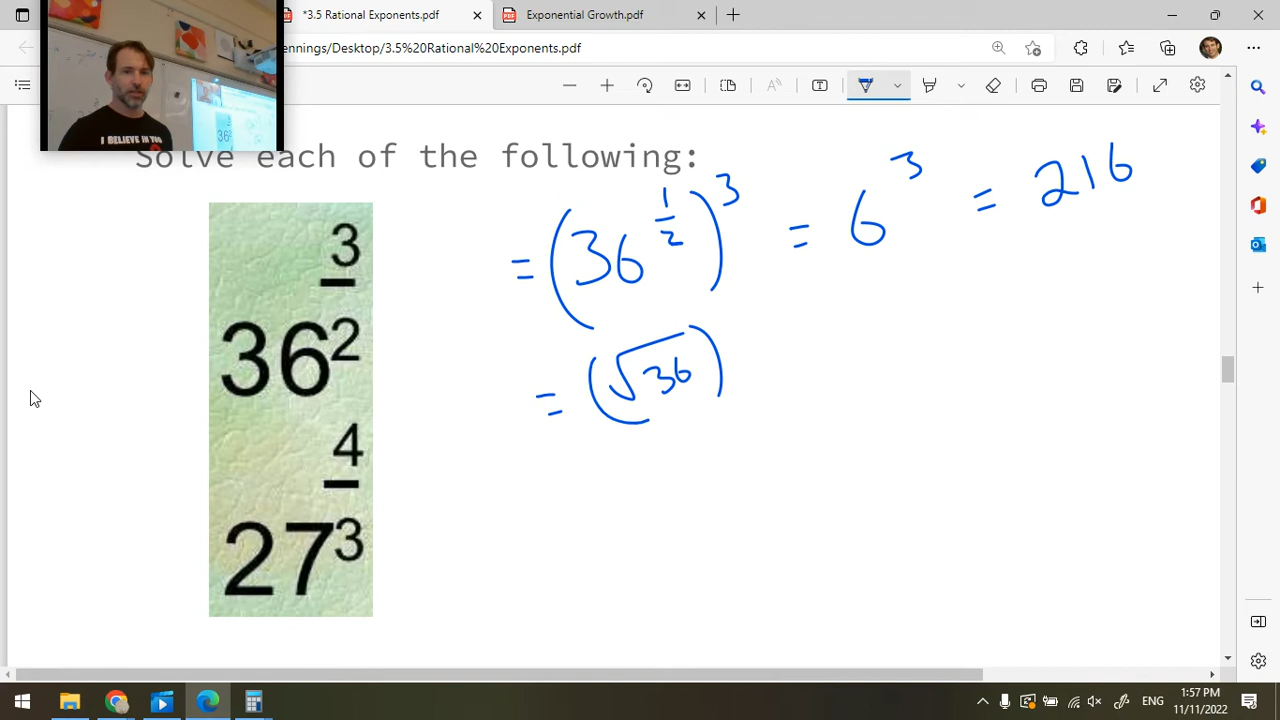 *3.5 Rational Exponents.pdf
Exponential Growth.pdf
ennings/Desktop/3.5%20Rational%20Exponents.pdf
I BELIEVE IN YOU
Solve each of the following:
36^(3/2)
= (36^(1/2))^3 = 6^3 = 216
= (√36)
27^(4/3)
ENG
1:57 PM
11/11/2022